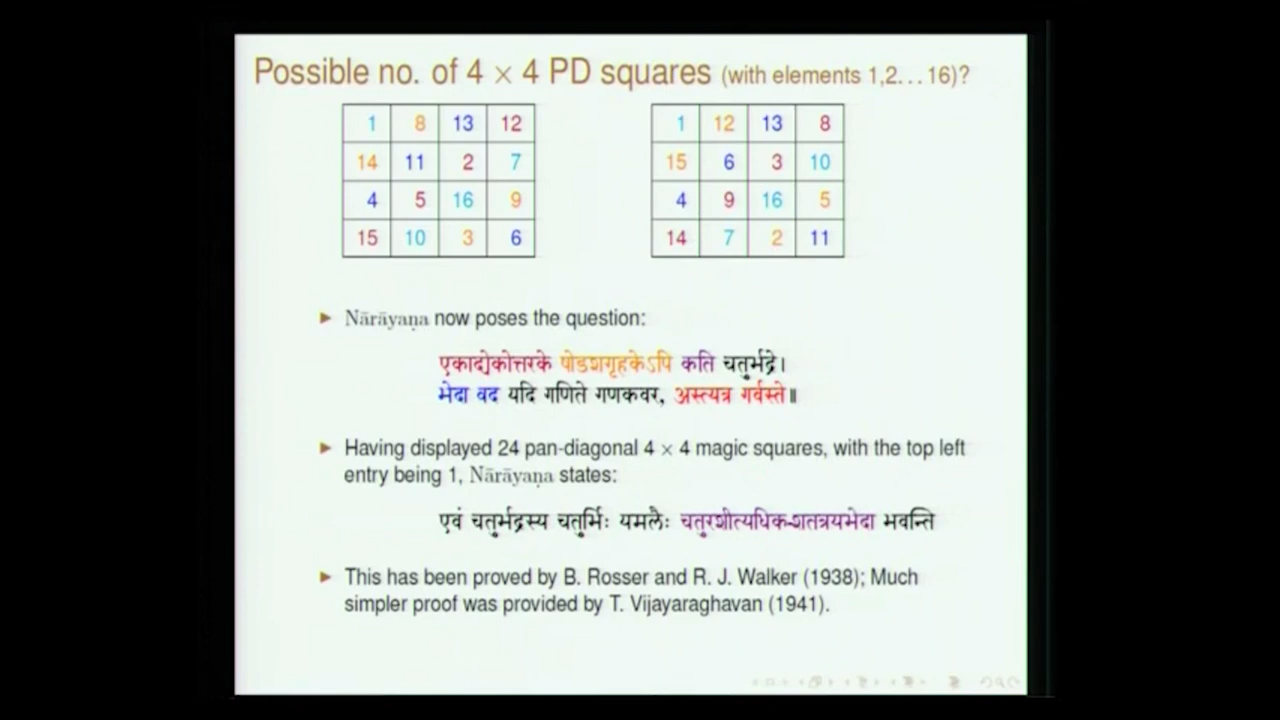 Possible no. of 4 × 4 PD squares (with elements 1,2…16)?
1 8 13 12
14 11 2 7
4 5 16 9
15 10 3 6
1 12 13 8
15 6 3 10
4 9 16 5
14 7 2 11
► Nārāyaṇa now poses the question:
एकाद्येकोत्तरके षोडशगृहकेऽपि कति चतुर्भद्रे।
भेदा वद यदि गणिते गणकवर, अस्त्यत्र गर्वस्ते॥
► Having displayed 24 pan-diagonal 4 × 4 magic squares, with the top left
entry being 1, Nārāyaṇa states:
एवं चतुर्भद्रस्य चतुर्भिः यमलैः चतुरशीत्यधिक-शतत्रयभेदा भवन्ति
► This has been proved by B. Rosser and R. J. Walker (1938); Much
simpler proof was provided by T. Vijayaraghavan (1941).